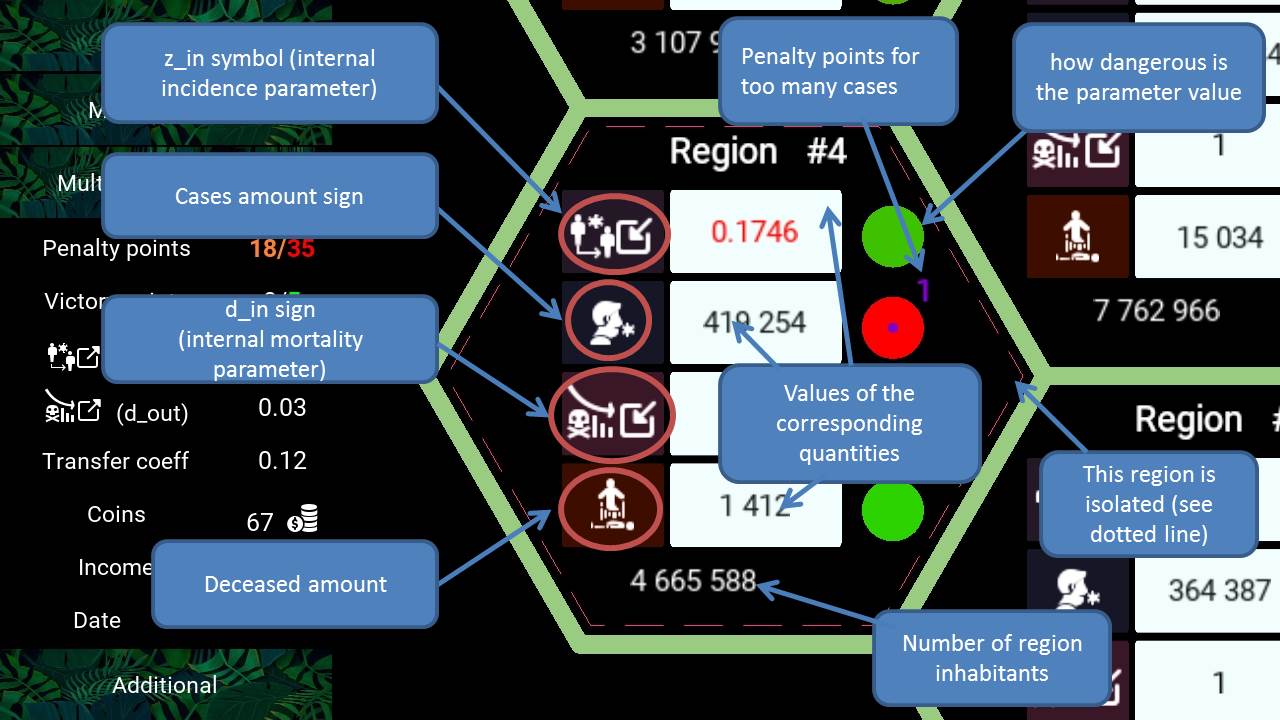 z_in symbol (internal
incidence parameter)
Cases amount sign
d_in sign
(internal mortality
parameter)
Deceased amount
Penalty points for
too many cases
how dangerous is
the parameter value
Values of the
corresponding
quantities
This region is
isolated (see
dotted line)
Number of region
inhabitants
Penalty points 18/35
(d_out) 0.03
Transfer coeff 0.12
Coins 67
Income
Date
Additional
3 107 9
Region #4
0.1746
1
419 254
1 412
4 665 588
1
15 034
7 762 966
Region
364 387
1